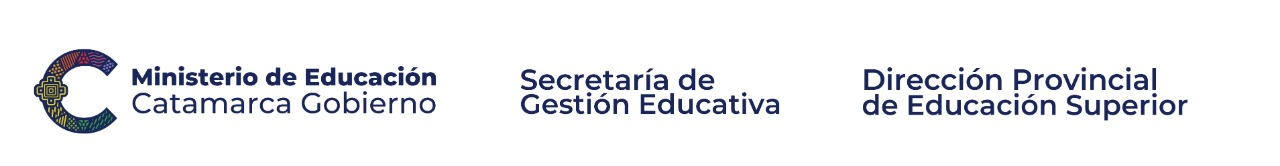 Ministerio de Educación
Catamarca Gobierno
Secretaría de
Gestión Educativa
Dirección Provincial
de Educación Superior